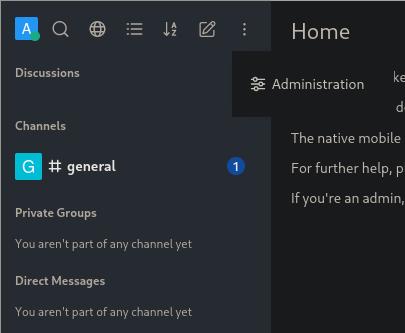 A
Home
Discussions
Administration
Channels
The native mobile
G # general 1
For further help, p
If you're an admin,
Private Groups
You aren't part of any channel yet
Direct Messages
You aren't part of any channel yet